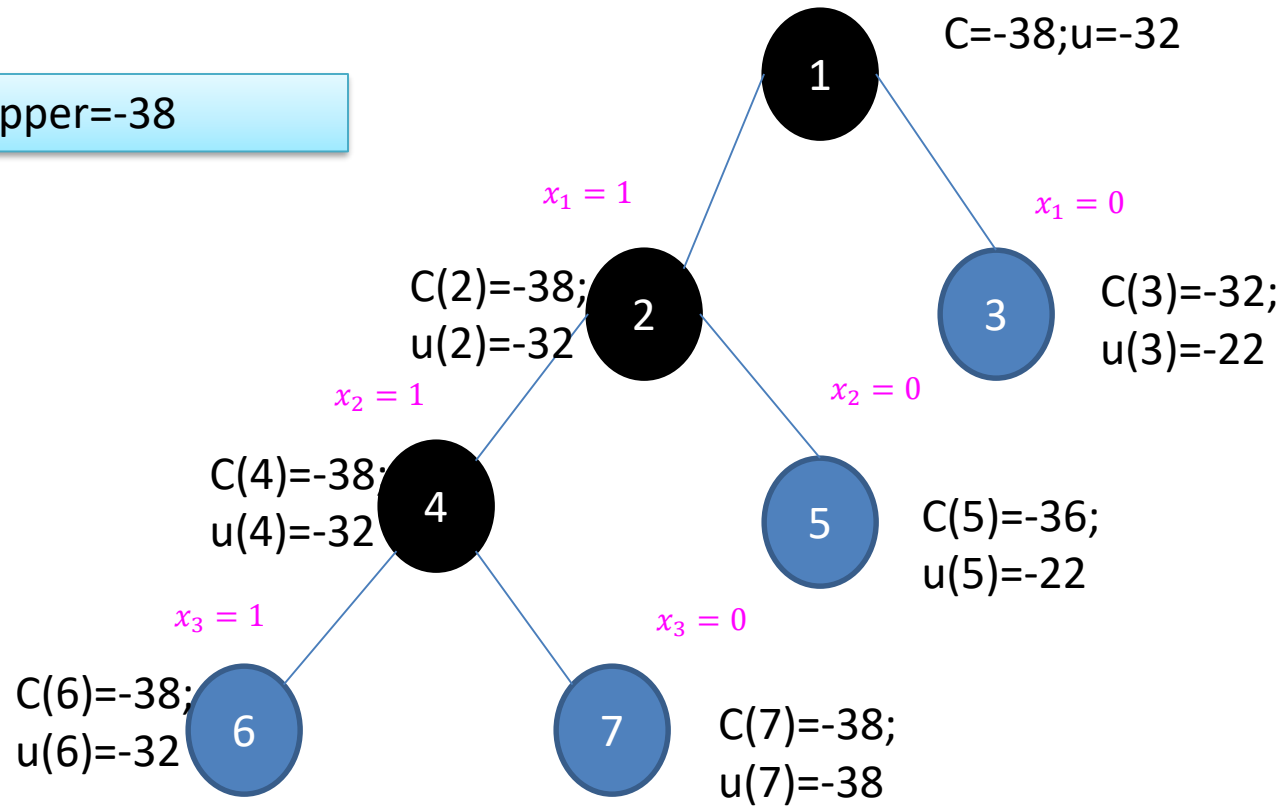 C=-38;u=-32
1
pper=-38
x₁ = 1
x₁ = 0
C(2)=-38;
u(2)=-32
2
3
C(3)=-32;
u(3)=-22
x₂ = 1
x₂ = 0
C(4)=-38;
u(4)=-32
4
5
C(5)=-36;
u(5)=-22
x₃ = 1
x₃ = 0
C(6)=-38;
u(6)=-32
6
7
C(7)=-38;
u(7)=-38